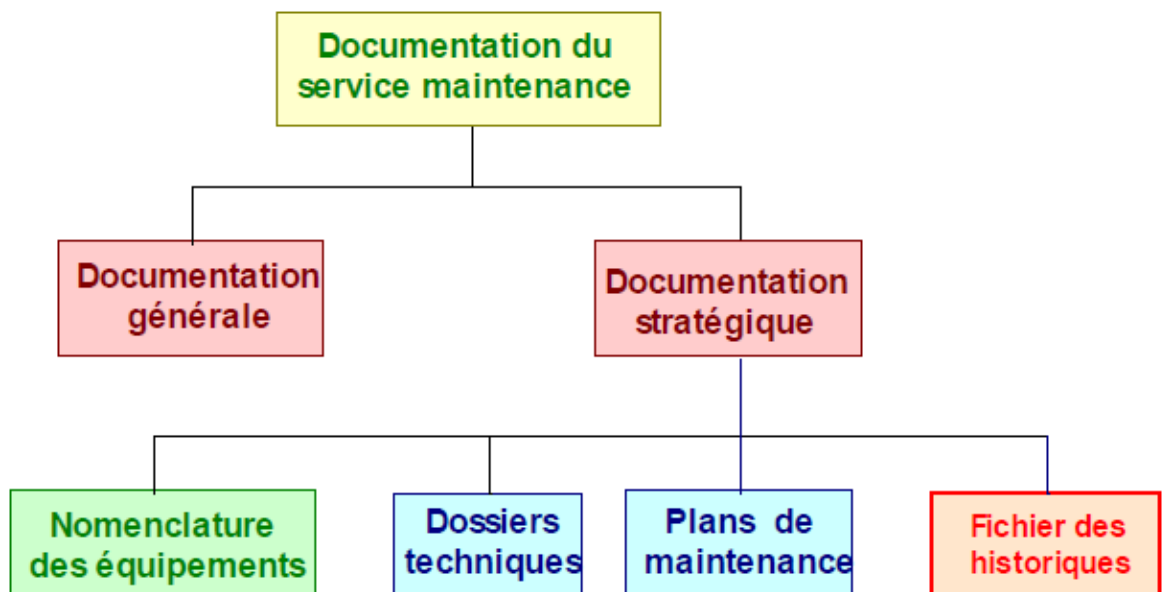 Documentation du
service maintenance
Documentation
générale
Documentation
stratégique
Nomenclature
des équipements
Dossiers
techniques
Plans de
maintenance
Fichier des
historiques